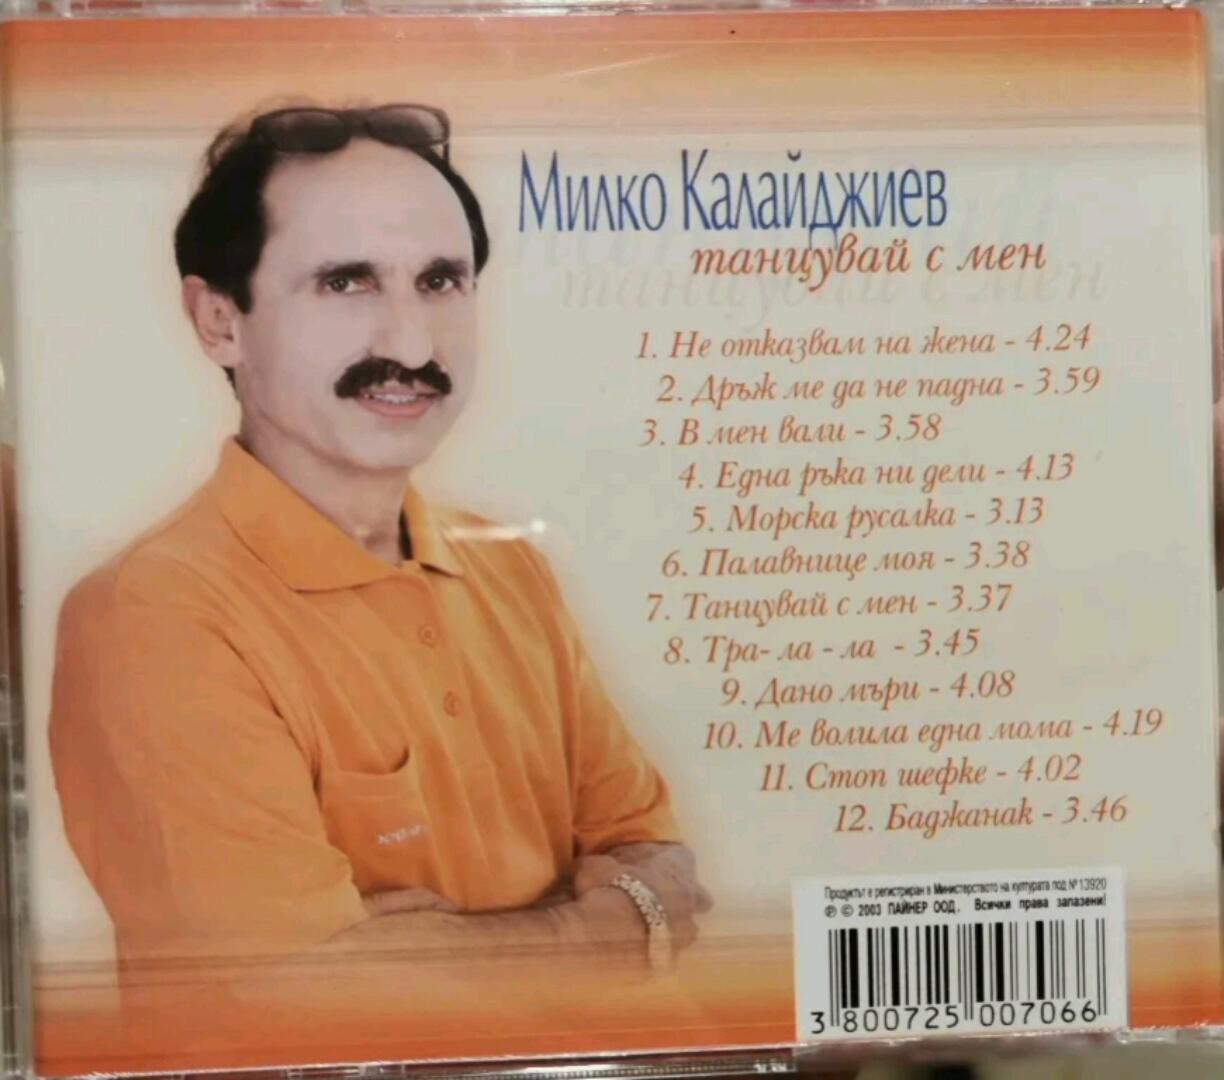 Милко Калайджиев
танцувай с мен
1. Не отказвам на жена - 4.24
2. Дръж ме да не падна - 3.59
3. В мен вали - 3.58
4. Една ръка ни дели - 4.13
5. Морска русалка - 3.13
6. Палавнице моя - 3.38
7. Танцувай с мен - 3.37
8. Тра- ла - ла - 3.45
9. Дано мъри - 4.08
10. Ме волила една мома - 4.19
11. Стоп шефке - 4.02
12. Баджанак - 3.46
Продуктът е регистриран в Министерството на културата под № 13920
℗ © 2003 ПАЙНЕР ООД. Всички права запазени!
3 800725 007066